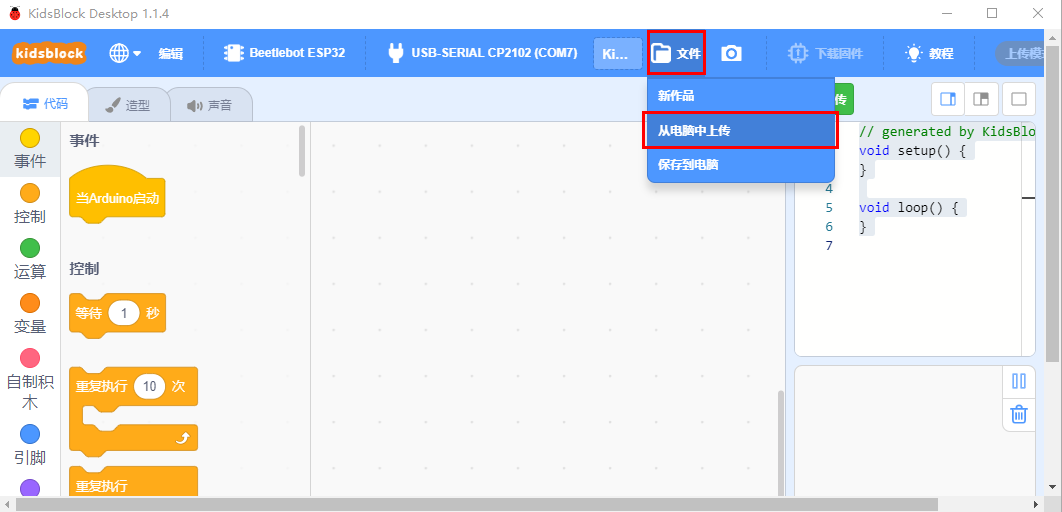 KidsBlock Desktop 1.1.4
kidsblock
编辑
Beetlebot ESP32
USB-SERIAL CP2102 (COM7)
Ki...
文件
下载固件
教程
上传模
代码
造型
声音
新作品
从电脑中上传
保存到电脑
传
事件
控制
运算
变量
自制积
木
引脚
事件
当Arduino启动
控制
等待 1 秒
重复执行 10 次
重复执行
// generated by KidsBlo
void setup() {
}
4
5 void loop() {
6 }
7